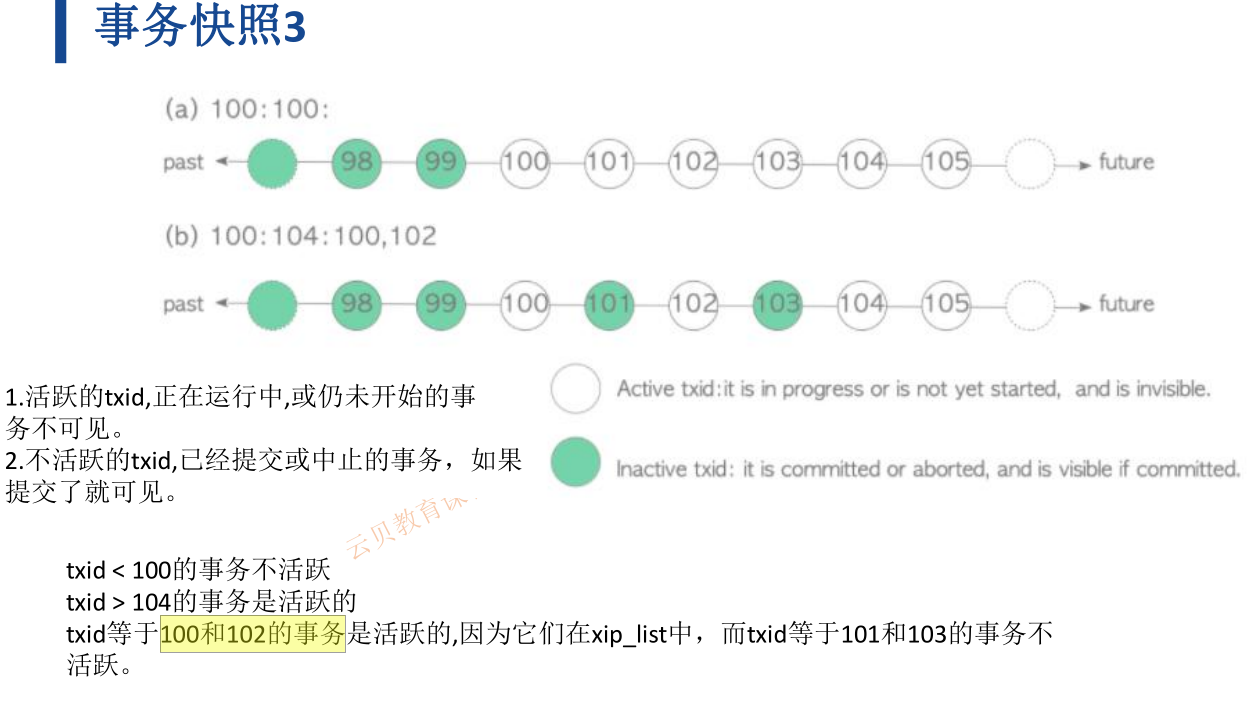 事务快照3
(a) 100:100:
past 98 99 100 101 102 103 104 105 future
(b) 100:104:100,102
past 98 99 100 101 102 103 104 105 future
Active txid:it is in progress or is not yet started, and is invisible.
Inactive txid: it is committed or aborted, and is visible if committed.
1.活跃的txid,正在运行中,或仍未开始的事
务不可见。
2.不活跃的txid,已经提交或中止的事务，如果
提交了就可见。
云贝教育课
txid < 100的事务不活跃
txid > 104的事务是活跃的
txid等于100和102的事务是活跃的,因为它们在xip_list中，而txid等于101和103的事务不
活跃。